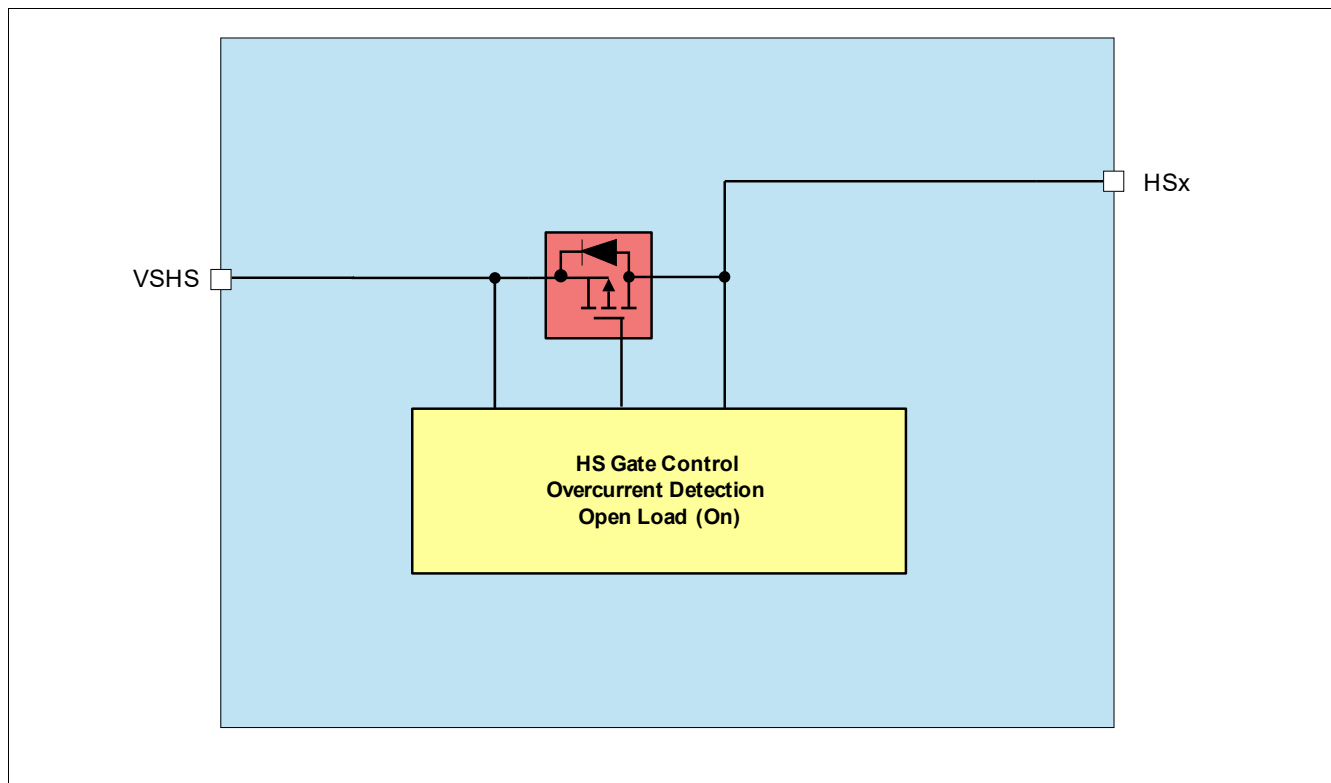 HSx
VSHS
HS Gate Control
Overcurrent Detection
Open Load (On)